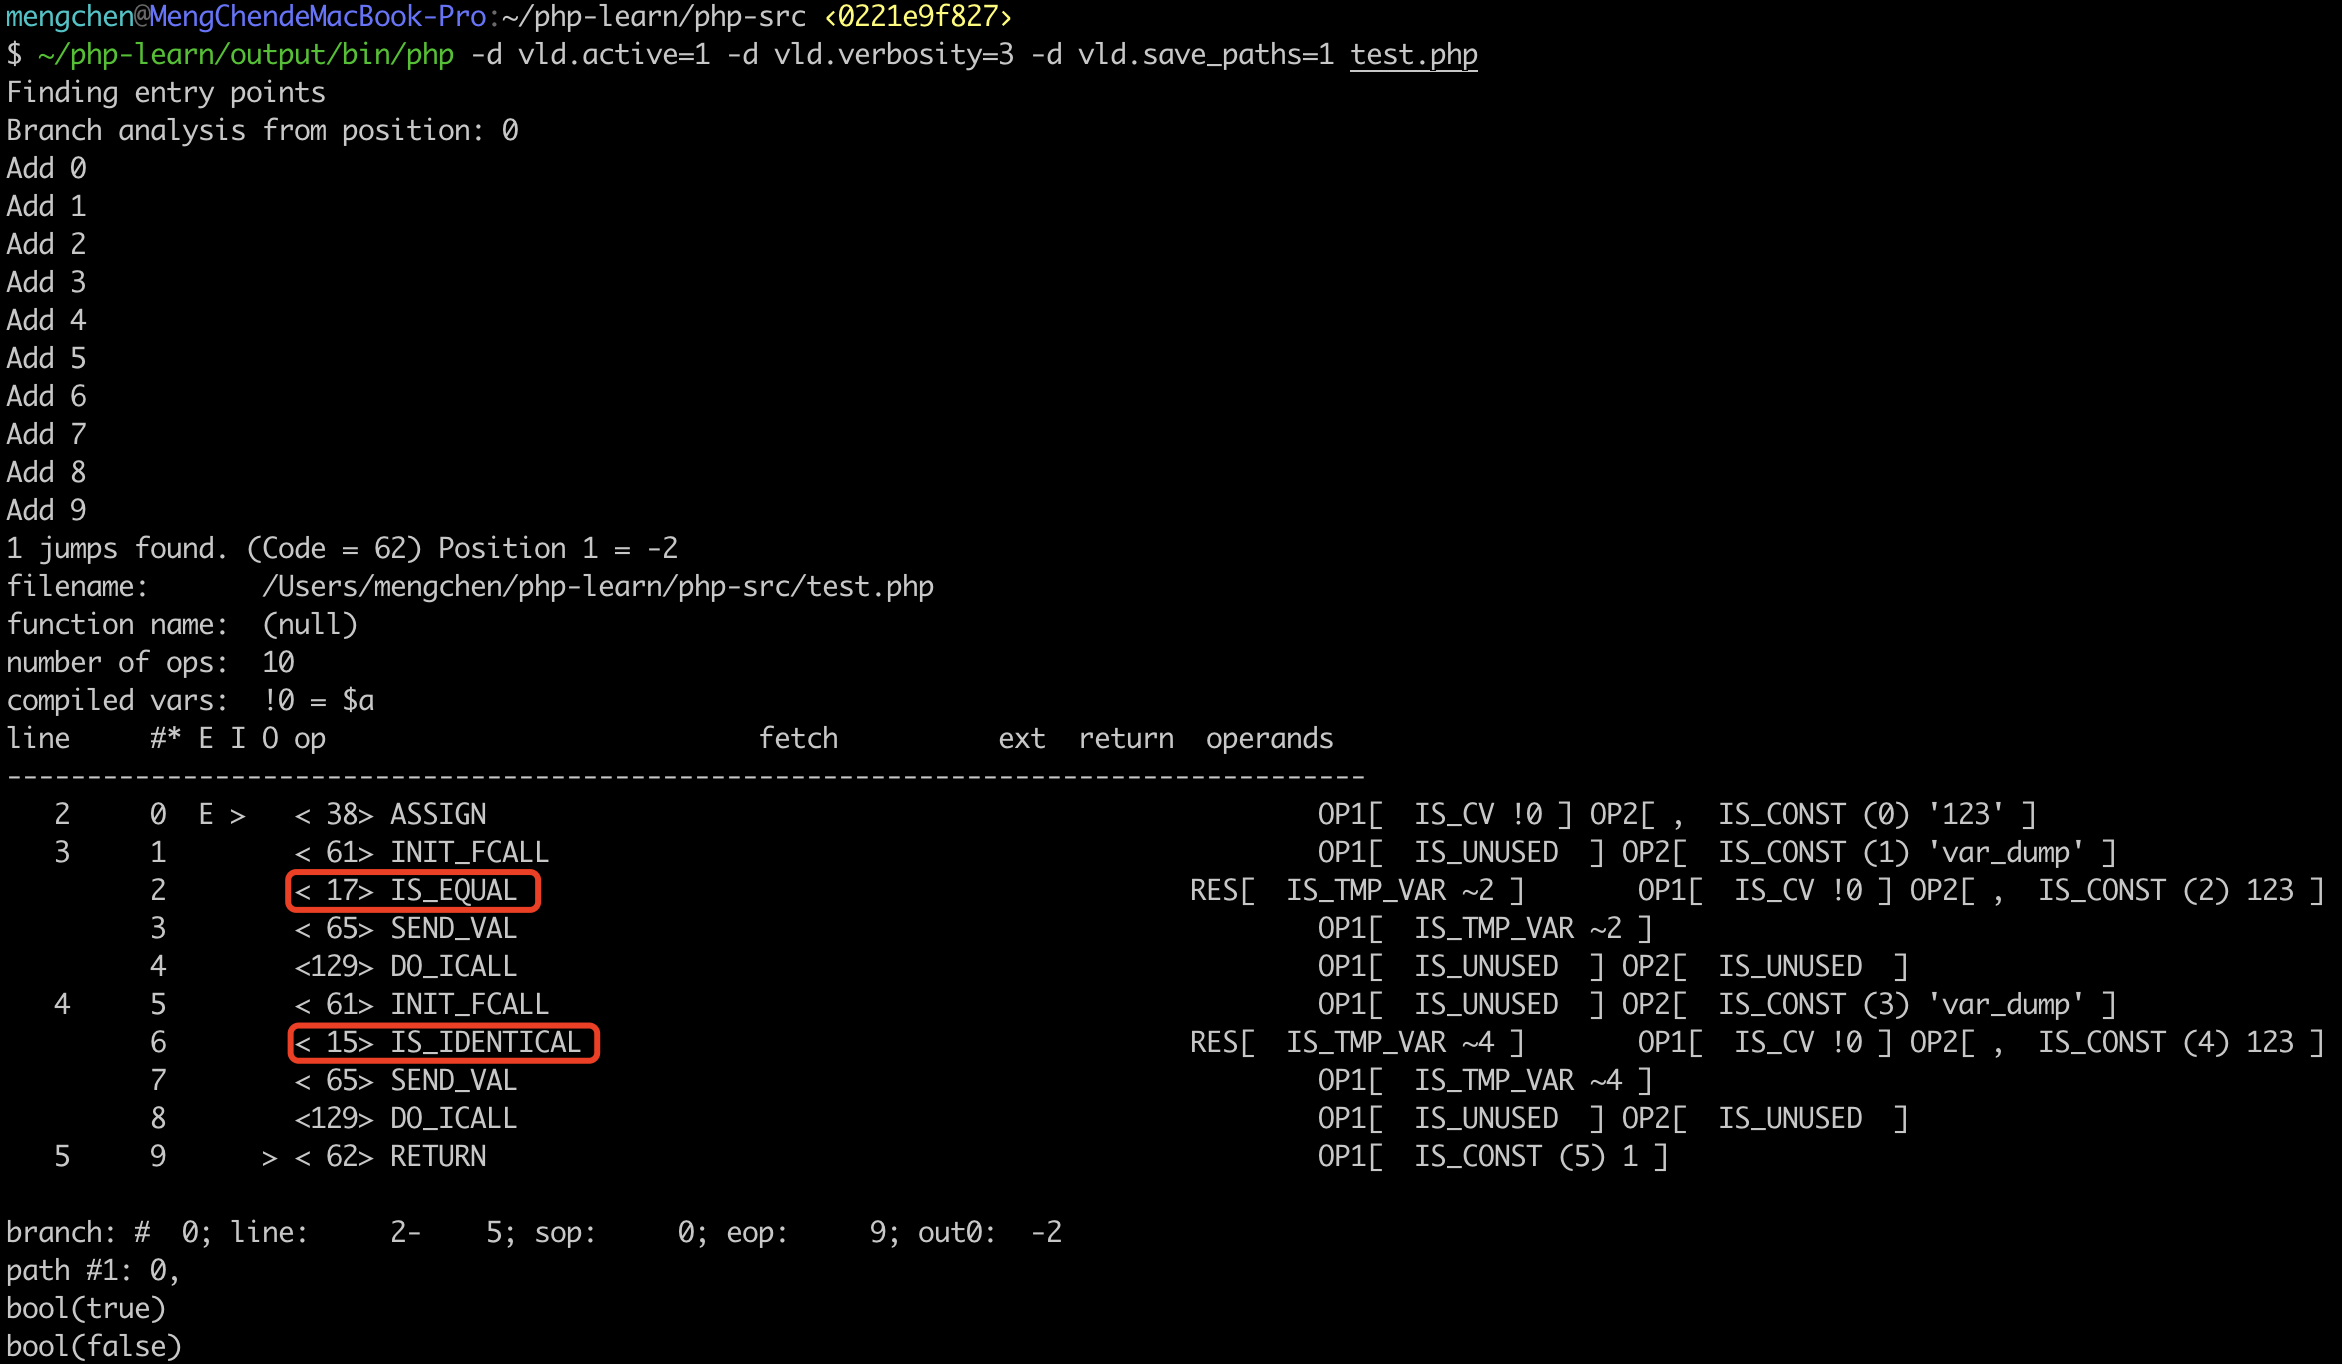 mengchen@MengChendeMacBook-Pro:~/php-learn/php-src <0221e9f827>
$ ~/php-learn/output/bin/php -d vld.active=1 -d vld.verbosity=3 -d vld.save_paths=1 test.php
Finding entry points
Branch analysis from position: 0
Add 0
Add 1
Add 2
Add 3
Add 4
Add 5
Add 6
Add 7
Add 8
Add 9
1 jumps found. (Code = 62) Position 1 = -2
filename:       /Users/mengchen/php-learn/php-src/test.php
function name:  (null)
number of ops:  10
compiled vars:  !0 = $a
line     #* E I O op                           fetch          ext  return  operands
-------------------------------------------------------------------------------------
   2     0  E >   < 38> ASSIGN                                                    OP1[  IS_CV !0 ] OP2[ ,  IS_CONST (0) '123' ]
   3     1        < 61> INIT_FCALL                                                OP1[  IS_UNUSED  ] OP2[  IS_CONST (1) 'var_dump' ]
         2        < 17> IS_EQUAL                                          RES[  IS_TMP_VAR ~2 ]       OP1[  IS_CV !0 ] OP2[ ,  IS_CONST (2) 123 ]
         3        < 65> SEND_VAL                                                  OP1[  IS_TMP_VAR ~2 ]
         4        <129> DO_ICALL                                                  OP1[  IS_UNUSED  ] OP2[  IS_UNUSED  ]
   4     5        < 61> INIT_FCALL                                                OP1[  IS_UNUSED  ] OP2[  IS_CONST (3) 'var_dump' ]
         6        < 15> IS_IDENTICAL                                      RES[  IS_TMP_VAR ~4 ]       OP1[  IS_CV !0 ] OP2[ ,  IS_CONST (4) 123 ]
         7        < 65> SEND_VAL                                                  OP1[  IS_TMP_VAR ~4 ]
         8        <129> DO_ICALL                                                  OP1[  IS_UNUSED  ] OP2[  IS_UNUSED  ]
   5     9      > < 62> RETURN                                                    OP1[  IS_CONST (5) 1 ]
branch: #  0; line:     2-    5; sop:     0; eop:     9; out0:  -2
path #1: 0,
bool(true)
bool(false)